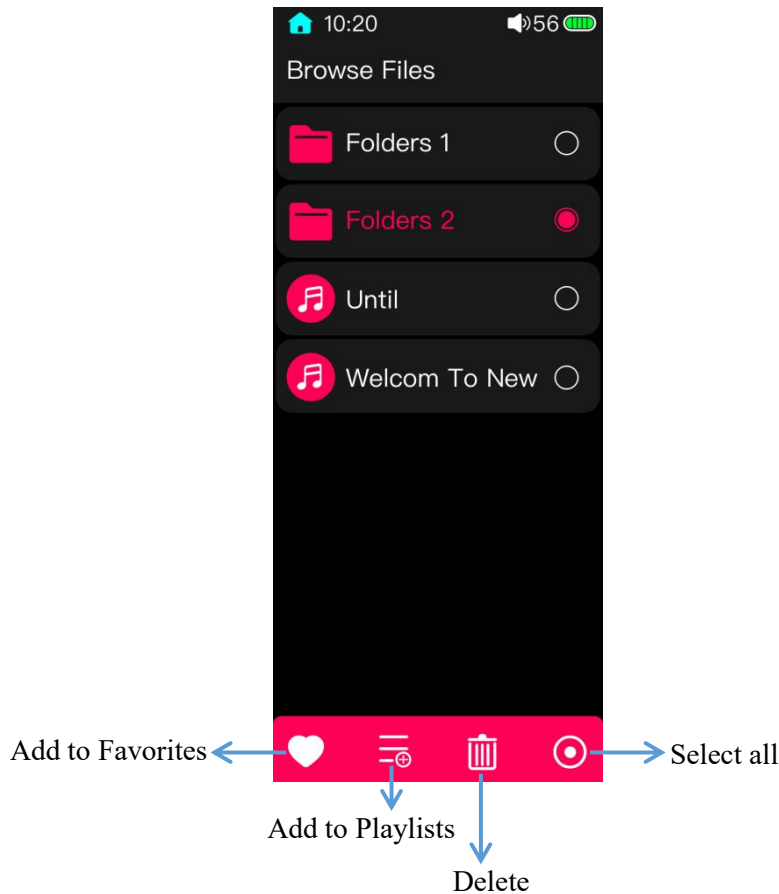 10:20 56
Browse Files
Folders 1
Folders 2
Until
Welcom To New
Add to Favorites
Select all
Add to Playlists
Delete